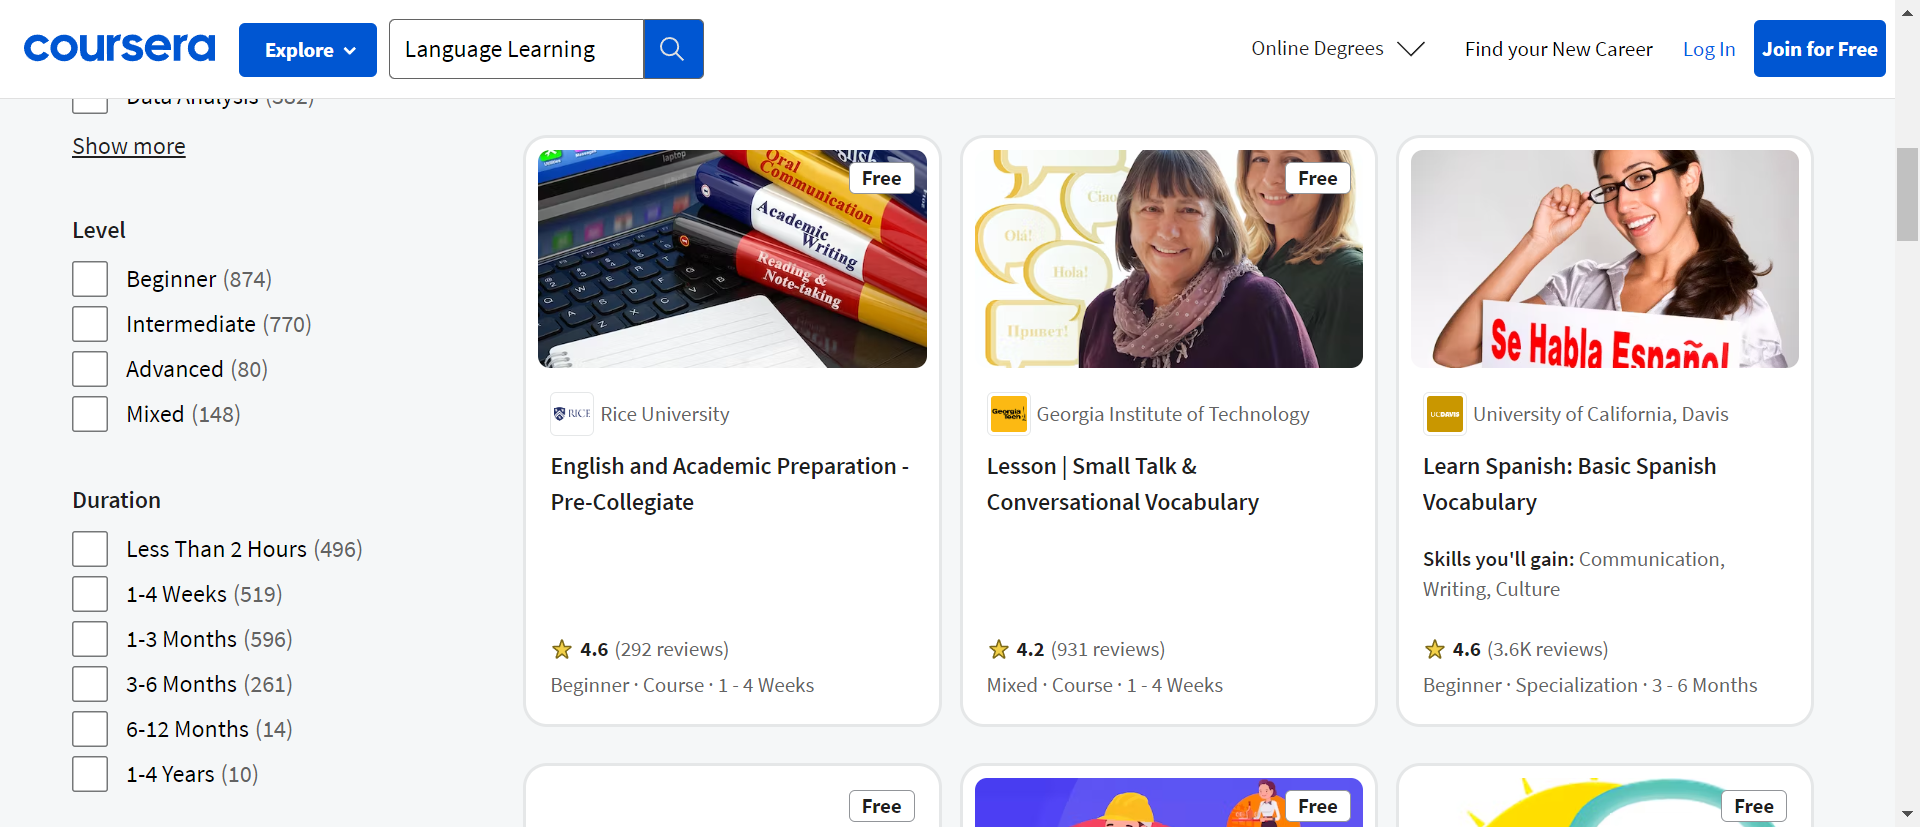 coursera
Explore
Language Learning
Online Degrees
Find your New Career
Log In
Join for Free
Data Analysis (382)
Show more
Level
Beginner (874)
Intermediate (770)
Advanced (80)
Mixed (148)
Duration
Less Than 2 Hours (496)
1-4 Weeks (519)
1-3 Months (596)
3-6 Months (261)
6-12 Months (14)
1-4 Years (10)
laptop
Oral
Communication
Academic
Writing
Reading &
Note-taking
Free
RICE
Rice University
English and Academic Preparation -
Pre-Collegiate
4.6 (292 reviews)
Beginner · Course · 1 - 4 Weeks
Ciao
Olá!
Hola!
Привет!
Free
Georgia
Tech
Georgia Institute of Technology
Lesson | Small Talk &
Conversational Vocabulary
4.2 (931 reviews)
Mixed · Course · 1 - 4 Weeks
Se Habla Español
UCDAVIS
University of California, Davis
Learn Spanish: Basic Spanish
Vocabulary
Skills you'll gain: Communication,
Writing, Culture
4.6 (3.6K reviews)
Beginner · Specialization · 3 - 6 Months
Free
Free
Free